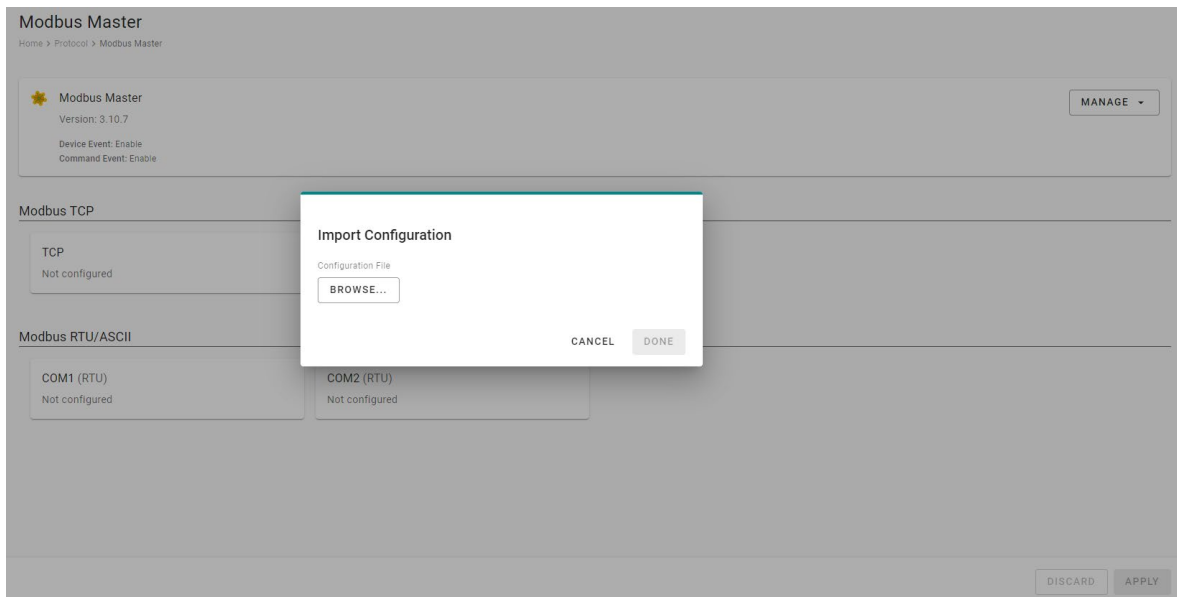 Modbus Master
Home > Protocol > Modbus Master
Modbus Master
MANAGE
Version: 3.10.7
Device Event: Enable
Command Event: Enable
Modbus TCP
TCP
Not configured
Import Configuration
Configuration File
BROWSE...
CANCEL DONE
Modbus RTU/ASCII
COM1 (RTU)
Not configured
COM2 (RTU)
Not configured
DISCARD APPLY